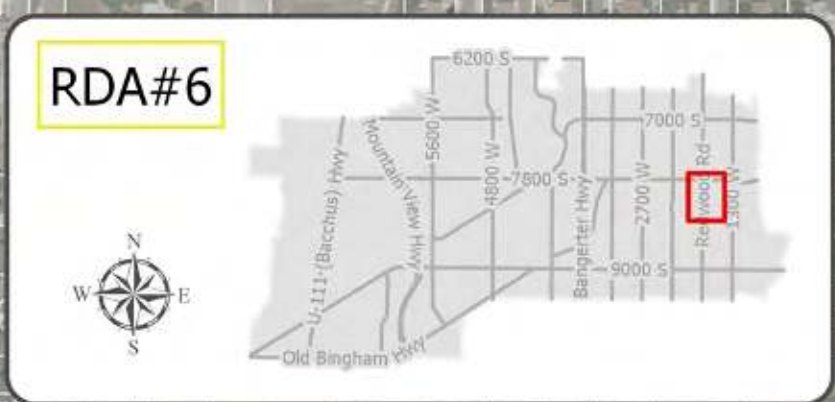 RDA#6
6200 S
7000 S
5600 W
Mountain View Hwy
4800 W
7800 S
Redwood Rd
2700 W
1300 W
U-111 (Bacchus) Hwy
Bangerter Hwy
9000 S
Old Bingham Hwy
N
W
E
S